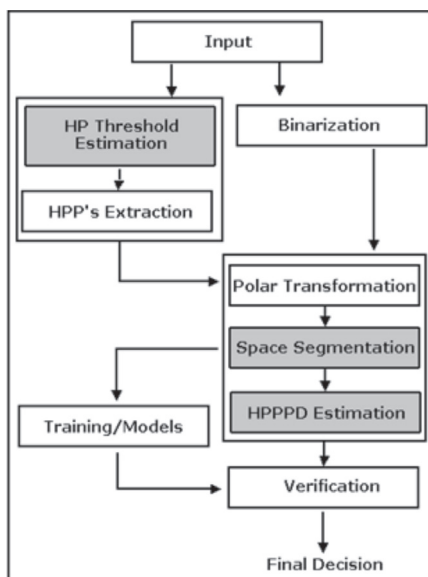 Input
HP Threshold
Estimation
Binarization
HPP's Extraction
Polar Transformation
Space Segmentation
HPPPD Estimation
Training/Models
Verification
Final Decision